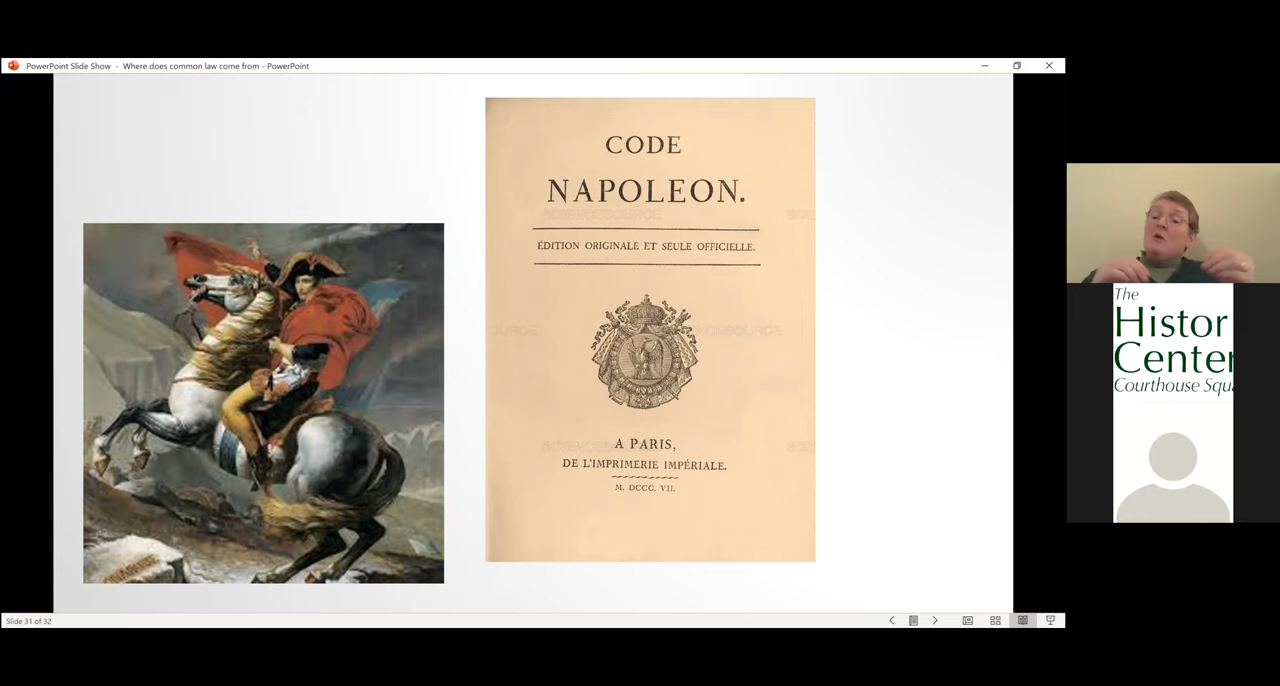 PowerPoint Slide Show - Where does common law come from - PowerPoint
CODE
NAPOLEON.
ÉDITION ORIGINALE ET SEULE OFFICIELLE.
A PARIS,
DE L'IMPRIMERIE IMPÉRIALE.
M. DCCC. VII.
The
Histor
Center
Courthouse Squ
Slide 31 of 32